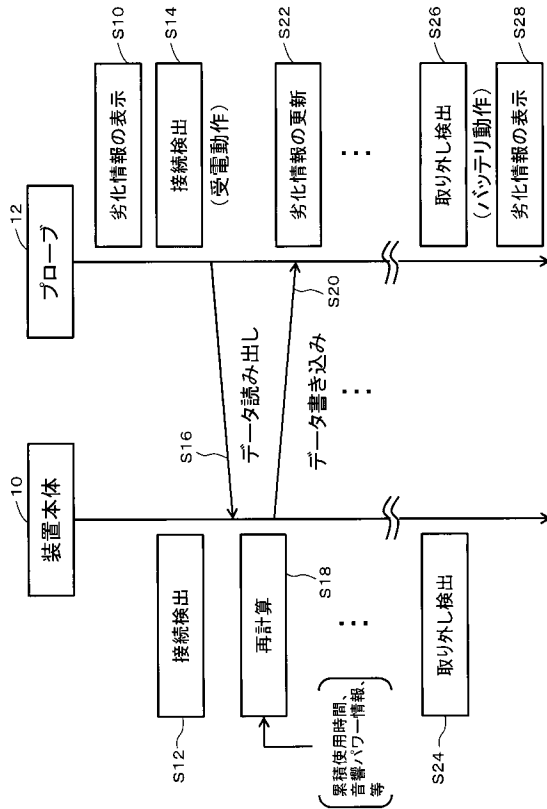 10
装置本体
12
プローブ
劣化情報の表示
S10
S12
接続検出
接続検出
S14
(受電動作)
S16
データ読み出し
再計算
S18
累積使用時間、
音響パワー情報、
等
データ書き込み
S20
劣化情報の更新
S22
…
…
…
S24
取り外し検出
取り外し検出
S26
(バッテリ動作)
劣化情報の表示
S28